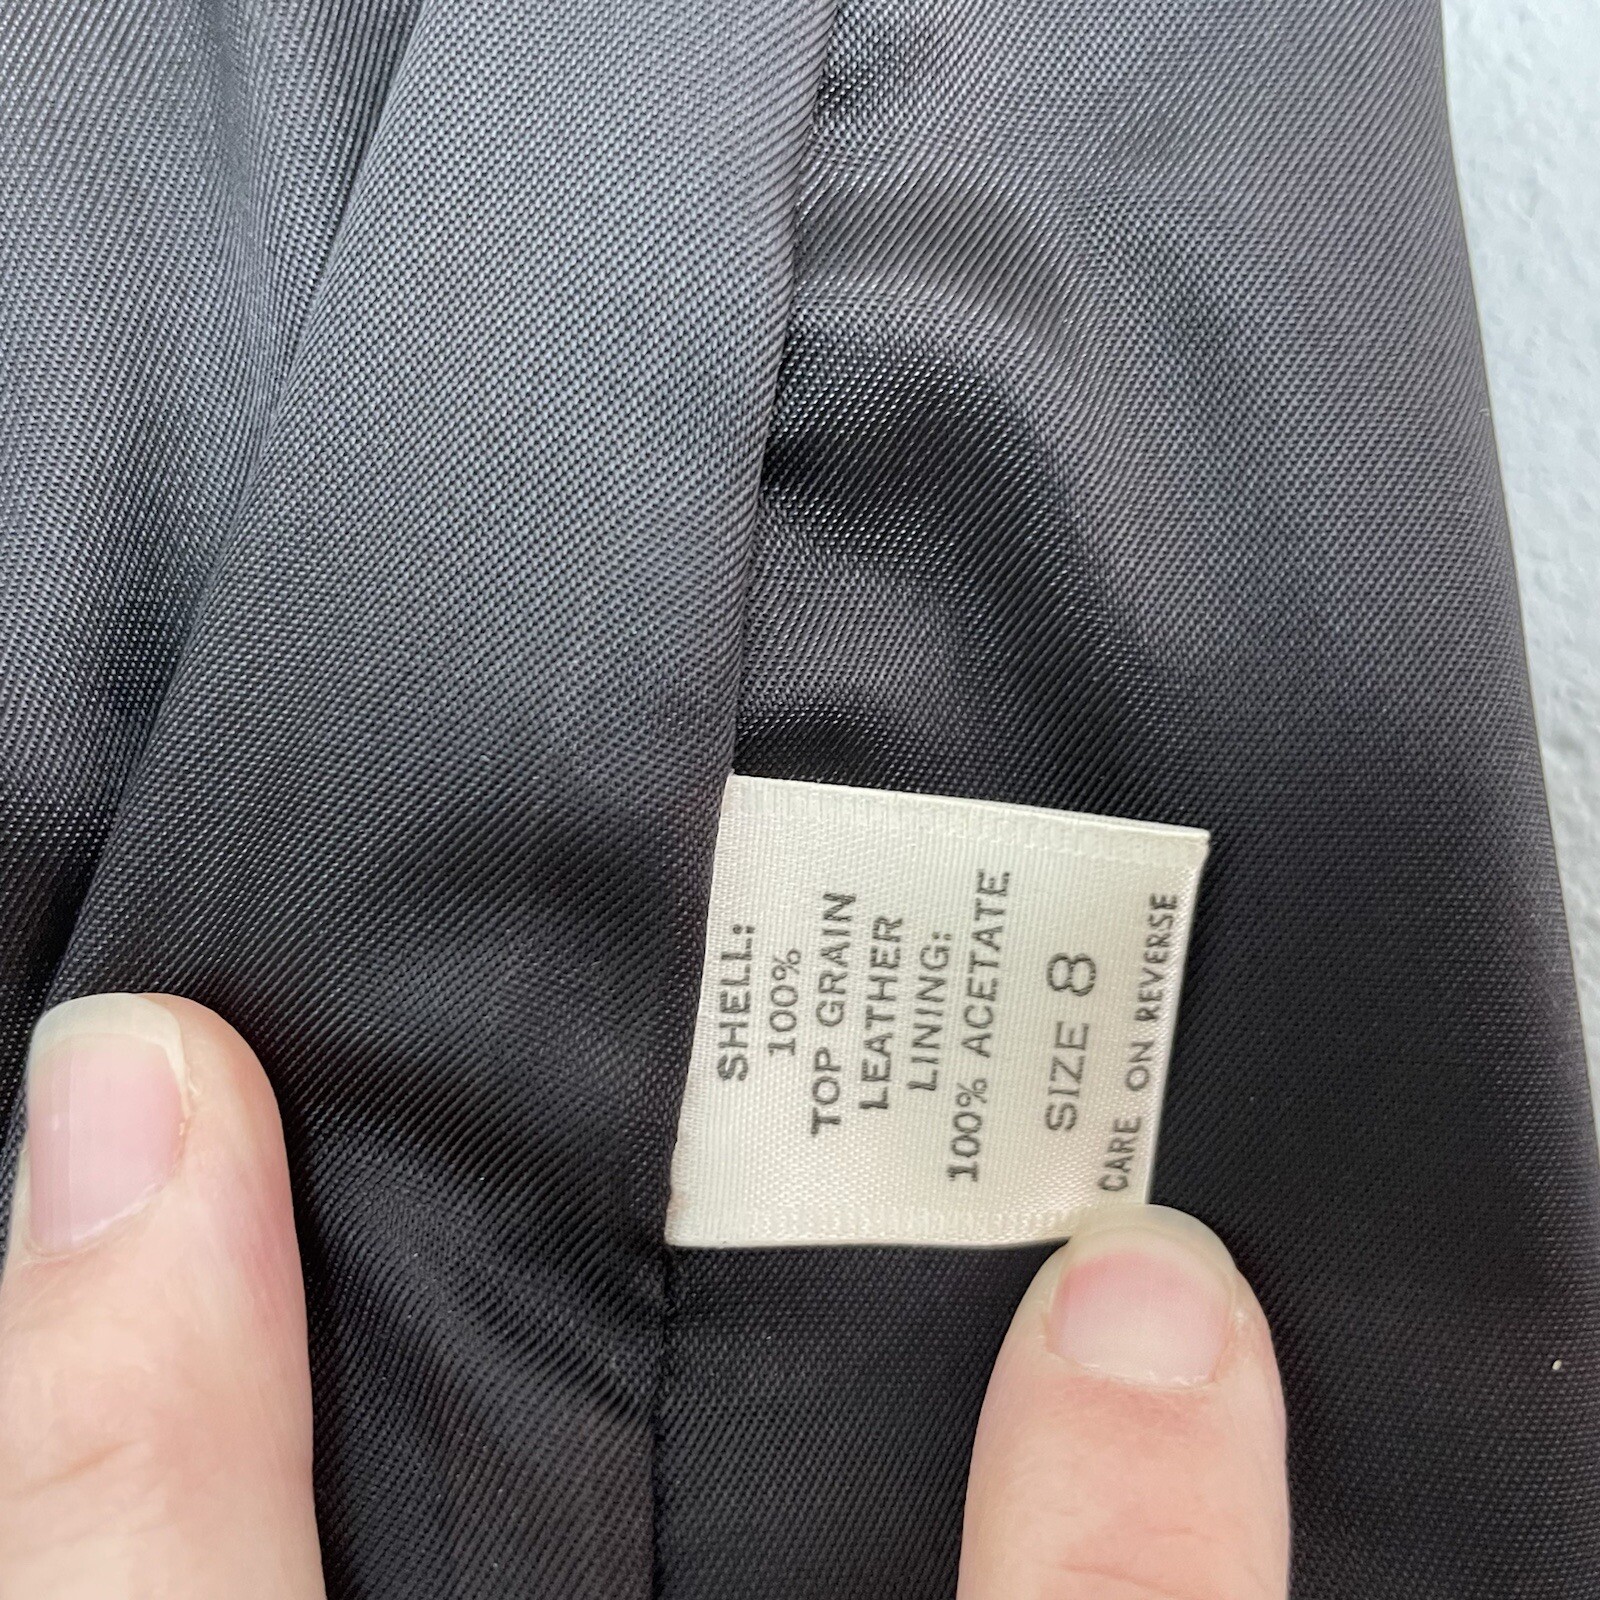 SHELL:
100%
TOP GRAIN
LEATHER
LINING:
100% ACETATE
SIZE 8
CARE ON REVERSE